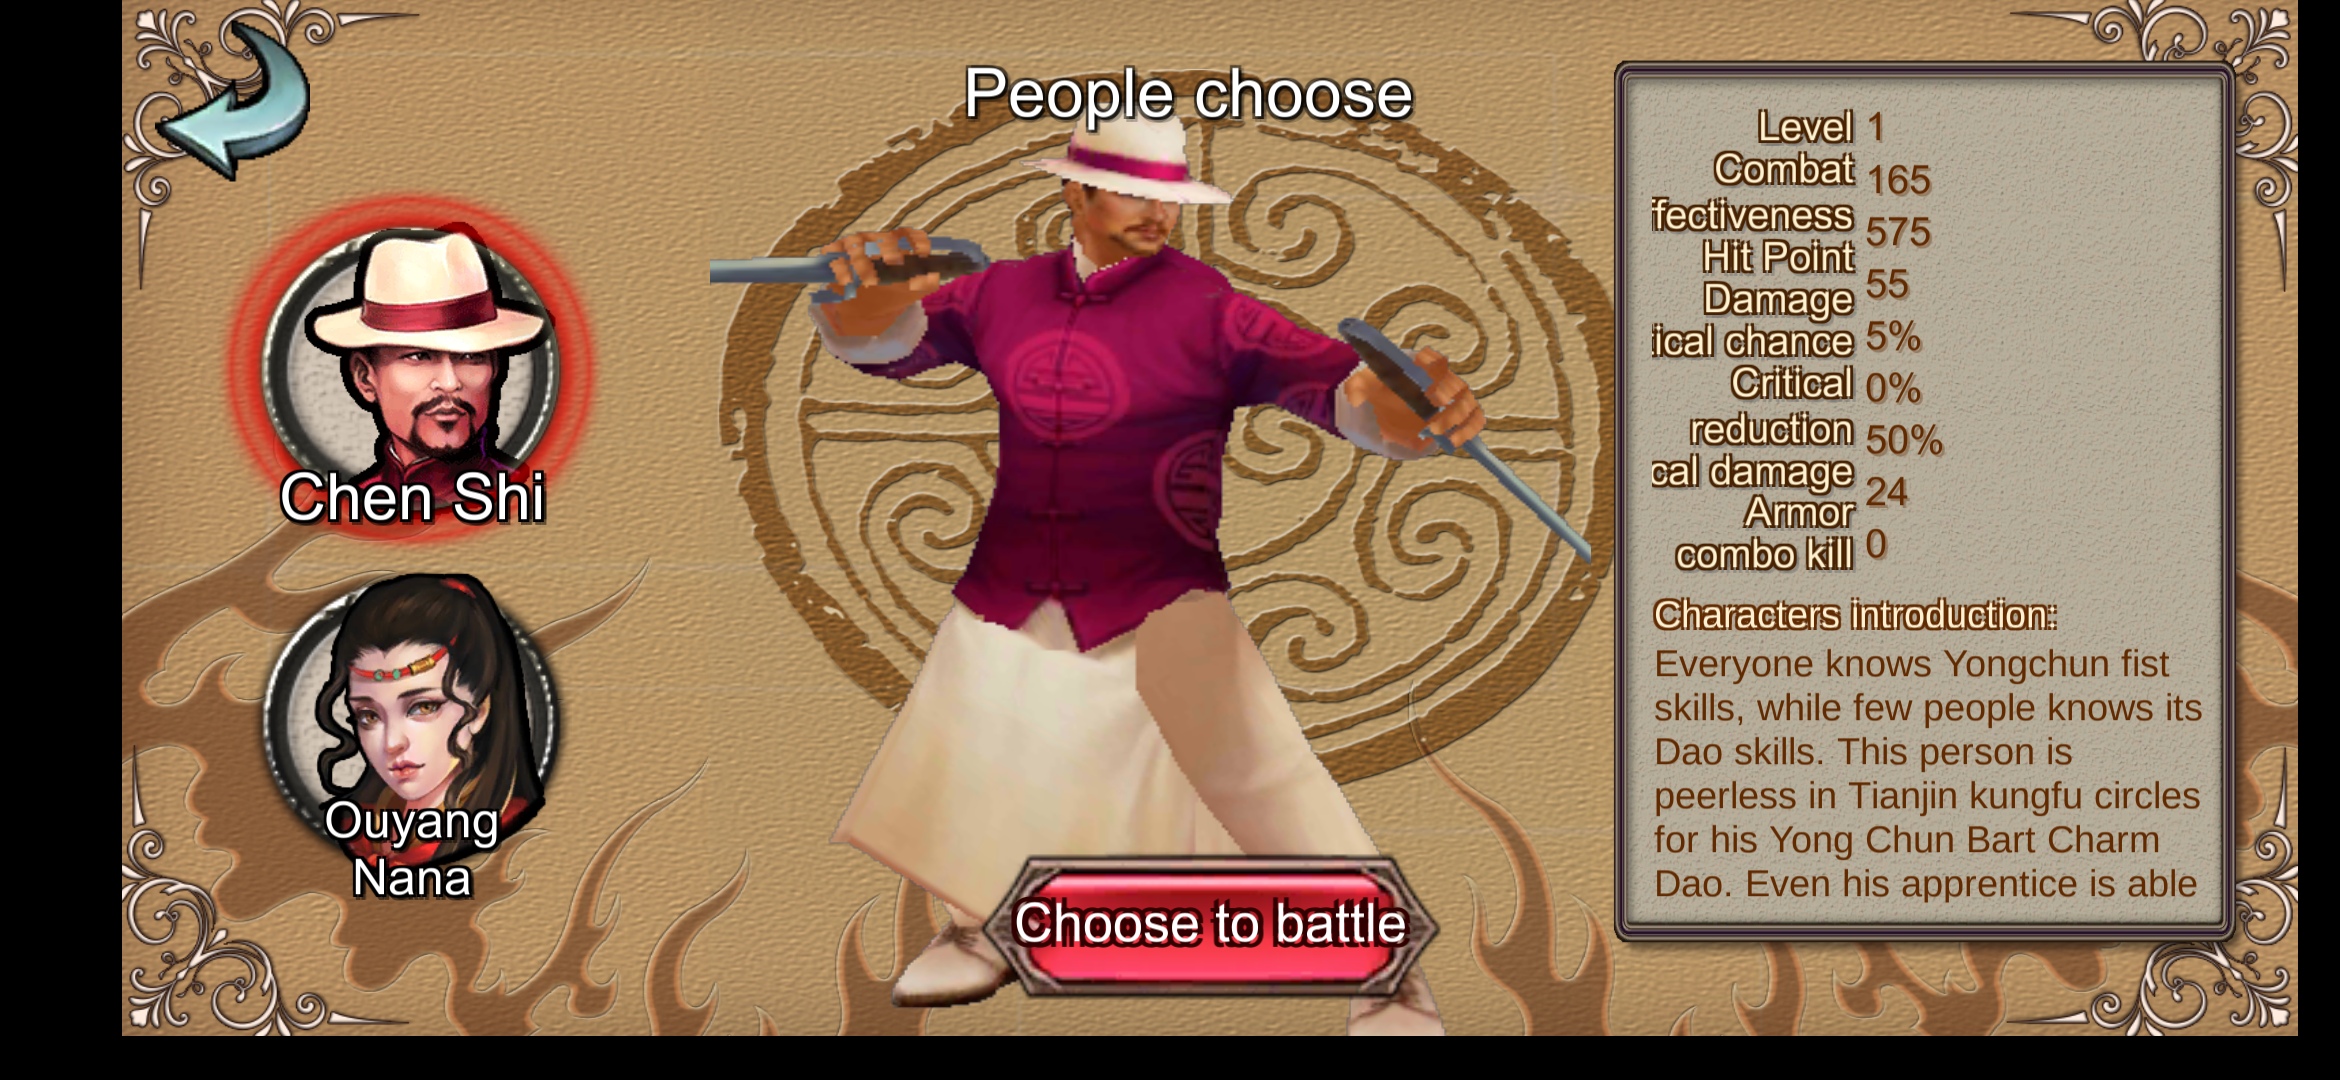 People choose
Chen Shi
Ouyang
Nana
Choose to battle
Level 1
Combat 165
fectiveness 575
Hit Point 55
Damage 5%
ical chance 0%
Critical 50%
reduction 24
cal damage 0
Armor
combo kill
Characters introduction:
Everyone knows Yongchun fist
skills, while few people knows its
Dao skills. This person is
peerless in Tianjin kungfu circles
for his Yong Chun Bart Charm
Dao. Even his apprentice is able